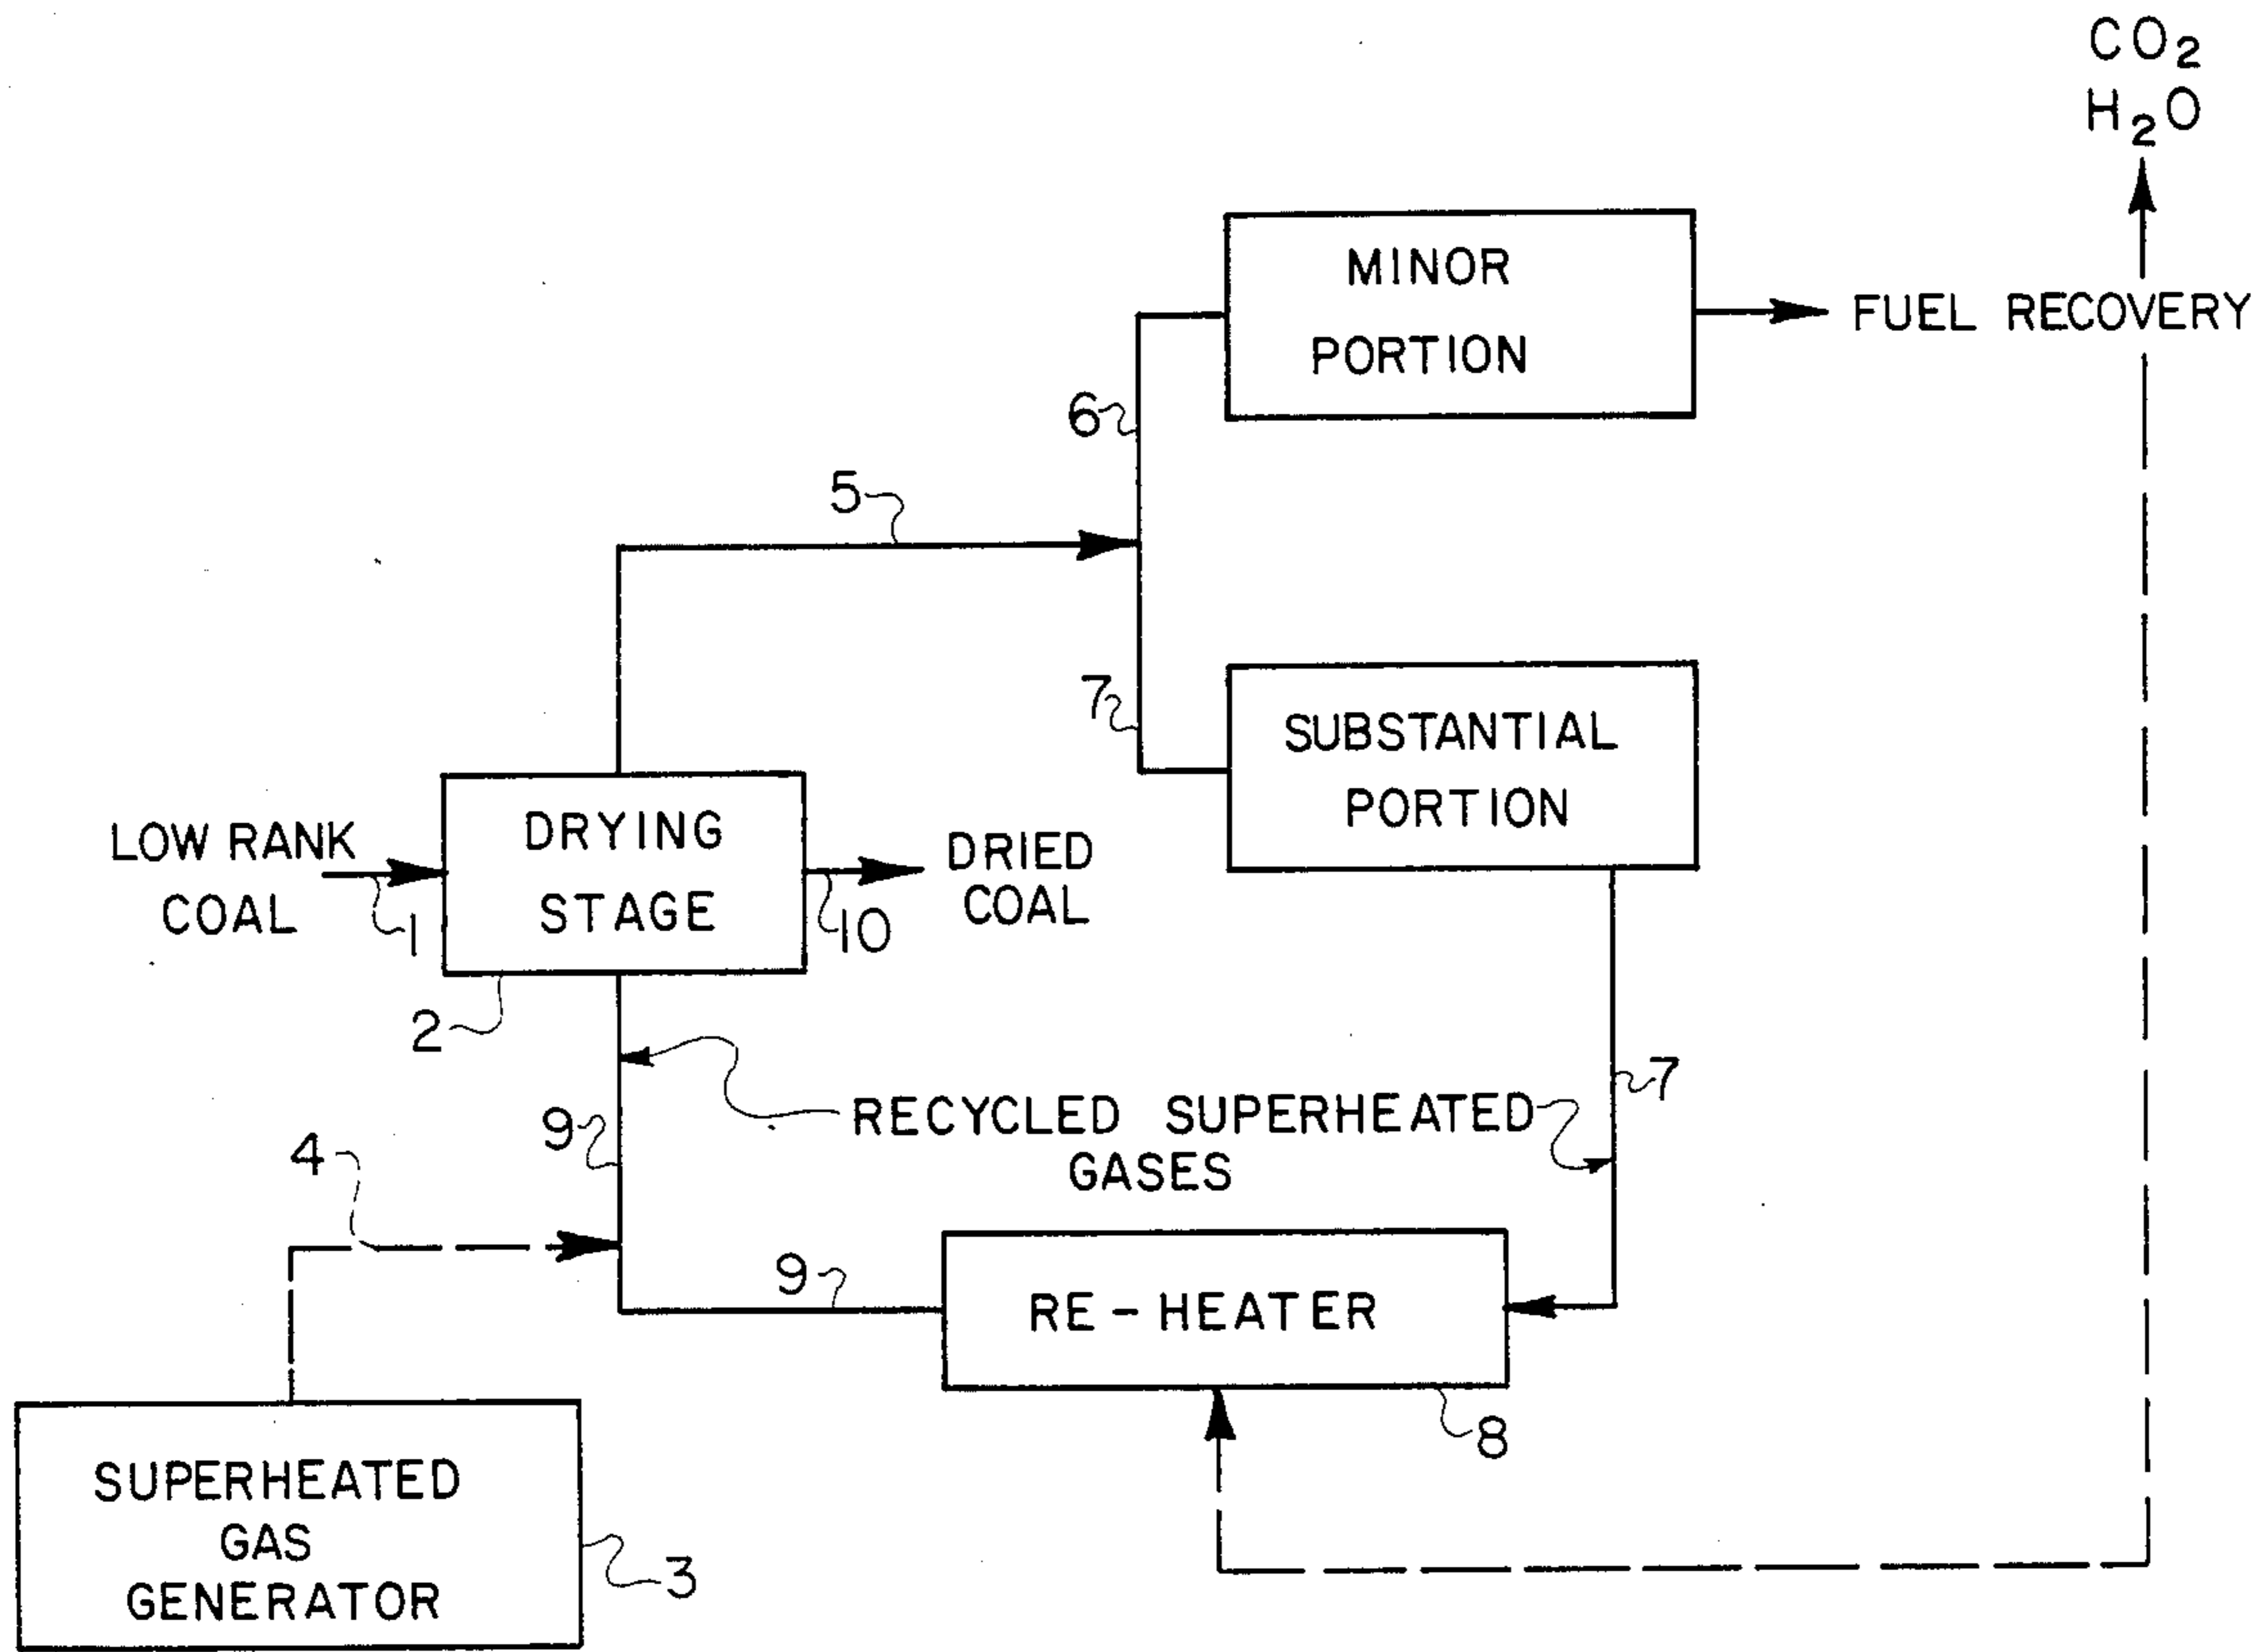 CO2
H2O
MINOR
PORTION
FUEL RECOVERY
6
5
7
SUBSTANTIAL
PORTION
LOW RANK
COAL
1
DRYING
STAGE
10
DRIED
COAL
2
7
9
RECYCLED SUPERHEATED
GASES
4
9
RE-HEATER
8
SUPERHEATED
GAS
GENERATOR
3